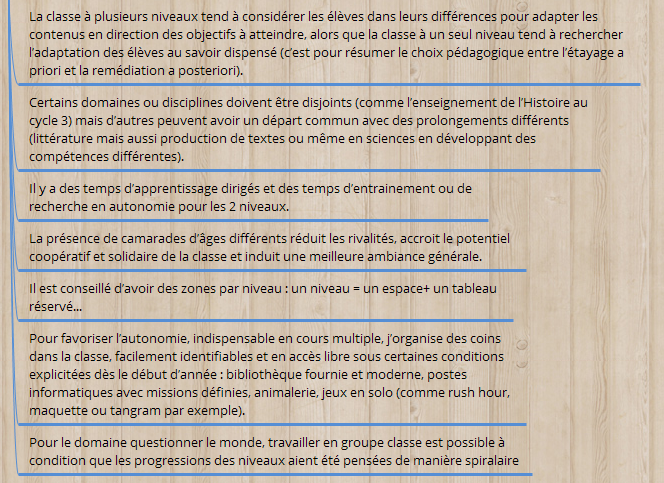 La classe à plusieurs niveaux tend à considérer les élèves dans leurs différences pour adapter les
contenus en direction des objectifs à atteindre, alors que la classe à un seul niveau tend à rechercher
l’adaptation des élèves au savoir dispensé (c’est pour résumer le choix pédagogique entre l’étayage a
priori et la remédiation a posteriori).
Certains domaines ou disciplines doivent être disjoints (comme l’enseignement de l’Histoire au
cycle 3) mais d’autres peuvent avoir un départ commun avec des prolongements différents
(littérature mais aussi production de textes ou même en sciences en développant des
compétences différentes).
Il y a des temps d’apprentissage dirigés et des temps d’entrainement ou de
recherche en autonomie pour les 2 niveaux.
La présence de camarades d’âges différents réduit les rivalités, accroit le potentiel
coopératif et solidaire de la classe et induit une meilleure ambiance générale.
Il est conseillé d’avoir des zones par niveau : un niveau = un espace+ un tableau
réservé...
Pour favoriser l’autonomie, indispensable en cours multiple, j’organise des coins
dans la classe, facilement identifiables et en accès libre sous certaines conditions
explicitées dès le début d’année : bibliothèque fournie et moderne, postes
informatiques avec missions définies, animalerie, jeux en solo (comme rush hour,
maquette ou tangram par exemple).
Pour le domaine questionner le monde, travailler en groupe classe est possible à
condition que les progressions des niveaux aient été pensées de manière spiralaire